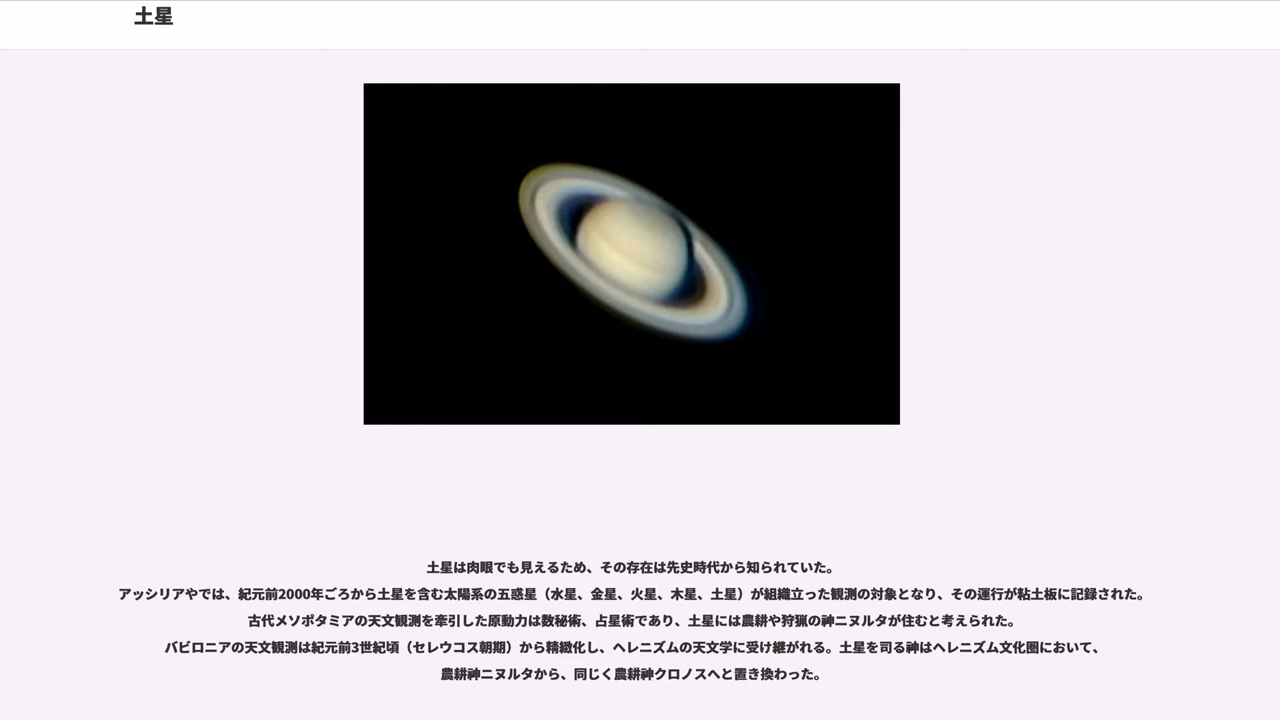 土星
土星は肉眼でも見えるため、その存在は先史時代から知られていた。
アッシリアやでは、紀元前2000年ごろから土星を含む太陽系の五惑星（水星、金星、火星、木星、土星）が組織立った観測の対象となり、その運行が粘土板に記録された。
古代メソポタミアの天文観測を牽引した原動力は数秘術、占星術であり、土星には農耕や狩猟の神ニヌルタが住むと考えられた。
バビロニアの天文観測は紀元前3世紀頃（セレウコス朝期）から精緻化し、ヘレニズムの天文学に受け継がれる。土星を司る神はヘレニズム文化圏において、
農耕神ニヌルタから、同じく農耕神クロノスへと置き換わった。